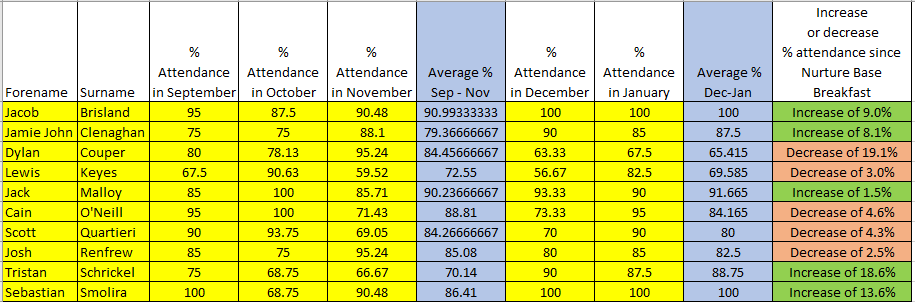 Forename Surname % Attendance in September % Attendance in October % Attendance in November Average % Sep - Nov % Attendance in December % Attendance in January Average % Dec-Jan Increase or decrease % attendance since Nurture Base Breakfast
Jacob Brisland 95 87.5 90.48 90.99333333 100 100 100 Increase of 9.0%
Jamie John Clenaghan 75 75 88.1 79.36666667 90 85 87.5 Increase of 8.1%
Dylan Couper 80 78.13 95.24 84.45666667 63.33 67.5 65.415 Decrease of 19.1%
Lewis Keyes 67.5 90.63 59.52 72.55 56.67 82.5 69.585 Decrease of 3.0%
Jack Malloy 85 100 85.71 90.23666667 93.33 90 91.665 Increase of 1.5%
Cain O'Neill 95 100 71.43 88.81 73.33 95 84.165 Decrease of 4.6%
Scott Quartieri 90 93.75 69.05 84.26666667 70 90 80 Decrease of 4.3%
Josh Renfrew 85 75 95.24 85.08 80 85 82.5 Decrease of 2.5%
Tristan Schrickel 75 68.75 66.67 70.14 90 87.5 88.75 Increase of 18.6%
Sebastian Smolira 100 68.75 90.48 86.41 100 100 100 Increase of 13.6%